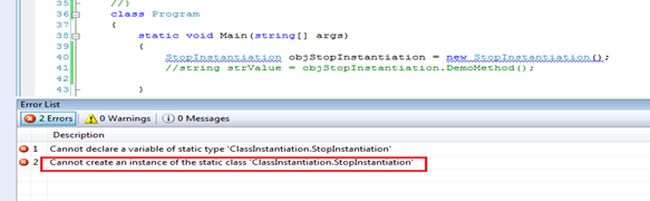 35 //}
36 class Program
37 {
38 static void Main(string[] args)
39 {
40 StopInstantiation objStopInstantiation = new StopInstantiation();
41 //string strValue = objStopInstantiation.DemoMethod();
42
43 }
Error List
2 Errors 0 Warnings 0 Messages
Description
1 Cannot declare a variable of static type 'ClassInstantiation.StopInstantiation'
2 Cannot create an instance of the static class 'ClassInstantiation.StopInstantiation'